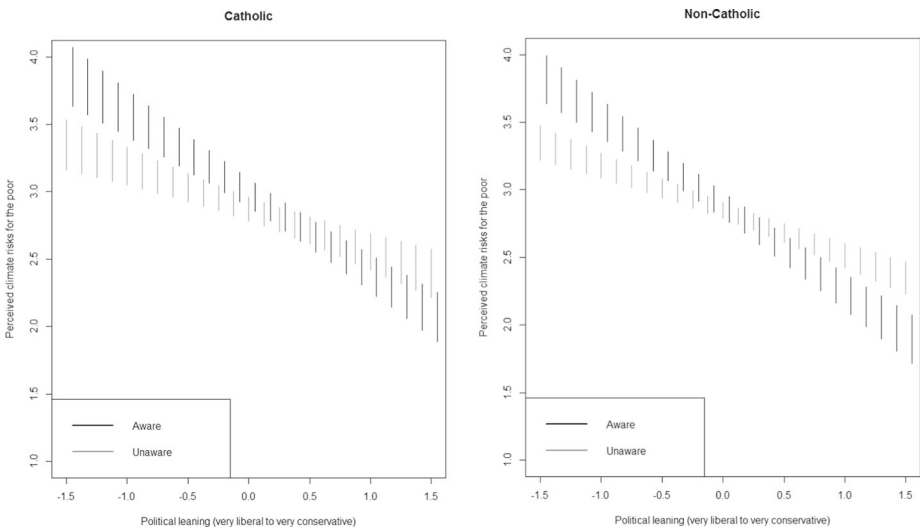 Catholic
Perceived climate risks for the poor
4.0
3.5
3.0
2.5
2.0
1.5
1.0
Aware
Unaware
-1.5 -1.0 -0.5 0.0 0.5 1.0 1.5
Political leaning (very liberal to very conservative)
Non-Catholic
Perceived climate risks for the poor
4.0
3.5
3.0
2.5
2.0
1.5
1.0
Aware
Unaware
-1.5 -1.0 -0.5 0.0 0.5 1.0 1.5
Political leaning (very liberal to very conservative)